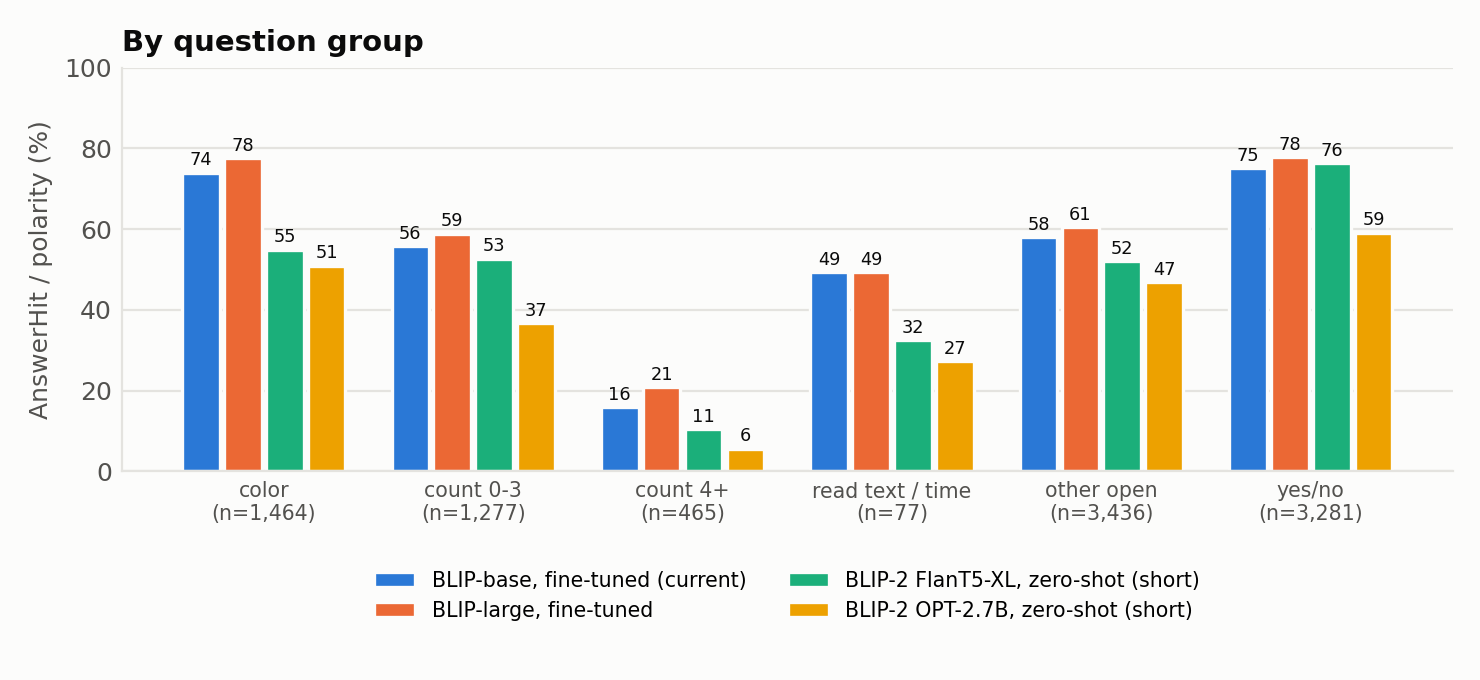 By question group
AnswerHit / polarity (%)
100
80
60
40
20
0
74 78 55 51
56 59 53 37
16 21 11 6
49 49 32 27
58 61 52 47
75 78 76 59
color
(n=1,464)
count 0-3
(n=1,277)
count 4+
(n=465)
read text / time
(n=77)
other open
(n=3,436)
yes/no
(n=3,281)
BLIP-base, fine-tuned (current)
BLIP-large, fine-tuned
BLIP-2 FlanT5-XL, zero-shot (short)
BLIP-2 OPT-2.7B, zero-shot (short)